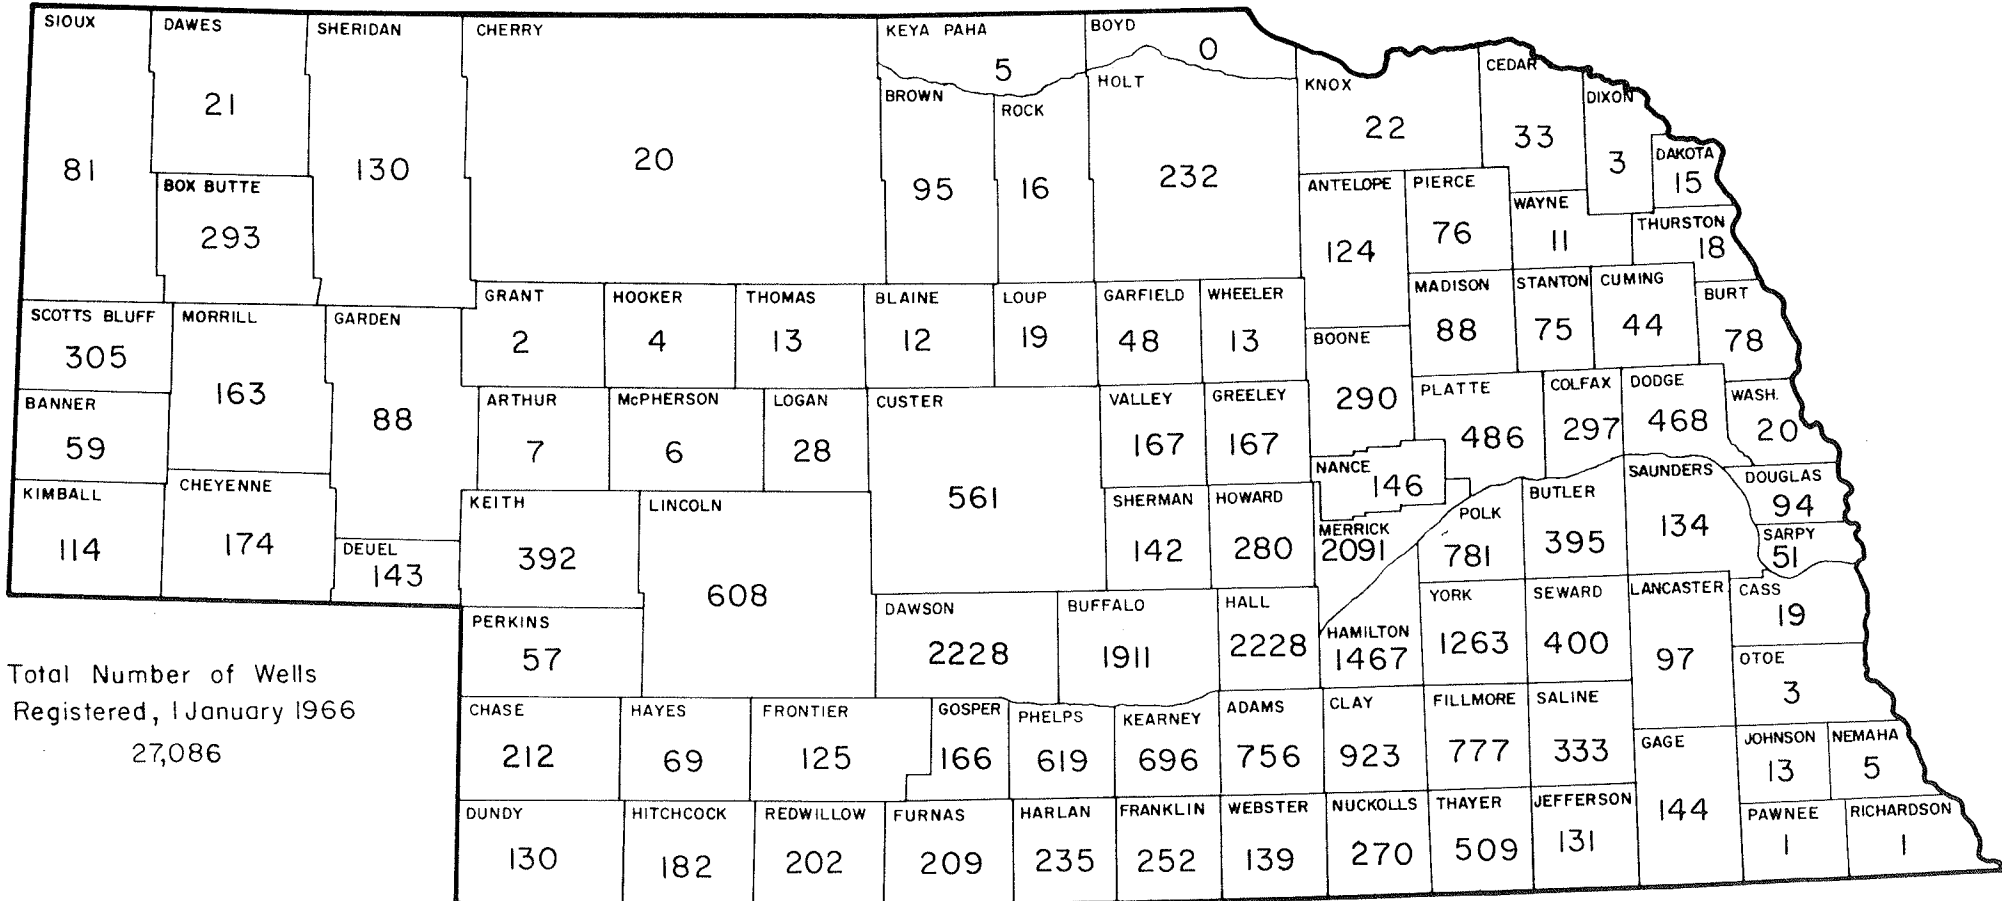 SIOUX
81
DAWES
21
SHERIDAN
130
CHERRY
20
KEYA PAHA
5
BOYD
0
BROWN
95
ROCK
16
HOLT
232
KNOX
22
CEDAR
33
DIXON
3
DAKOTA
15
BOX BUTTE
293
ANTELOPE
124
PIERCE
76
WAYNE
11
THURSTON
18
SCOTTS BLUFF
305
MORRILL
163
GARDEN
88
GRANT
2
HOOKER
4
THOMAS
13
BLAINE
12
LOUP
19
GARFIELD
48
WHEELER
13
BOONE
290
MADISON
88
STANTON
75
CUMING
44
BURT
78
BANNER
59
ARTHUR
7
McPHERSON
6
LOGAN
28
CUSTER
561
VALLEY
167
GREELEY
167
PLATTE
486
COLFAX
297
DODGE
468
WASH.
20
NANCE
146
KIMBALL
114
CHEYENNE
174
DEUEL
143
KEITH
392
LINCOLN
608
SHERMAN
142
HOWARD
280
MERRICK
2091
POLK
781
BUTLER
395
SAUNDERS
134
DOUGLAS
94
SARPY
51
PERKINS
57
DAWSON
2228
BUFFALO
1911
HALL
2228
HAMILTON
1467
YORK
1263
SEWARD
400
LANCASTER
97
CASS
19
OTOE
3
Total Number of Wells
Registered, 1 January 1966
27,086
CHASE
212
HAYES
69
FRONTIER
125
GOSPER
166
PHELPS
619
KEARNEY
696
ADAMS
756
CLAY
923
FILLMORE
777
SALINE
333
GAGE
144
JOHNSON
13
NEMAHA
5
DUNDY
130
HITCHCOCK
182
REDWILLOW
202
FURNAS
209
HARLAN
235
FRANKLIN
252
WEBSTER
139
NUCKOLLS
270
THAYER
509
JEFFERSON
131
PAWNEE
1
RICHARDSON
1